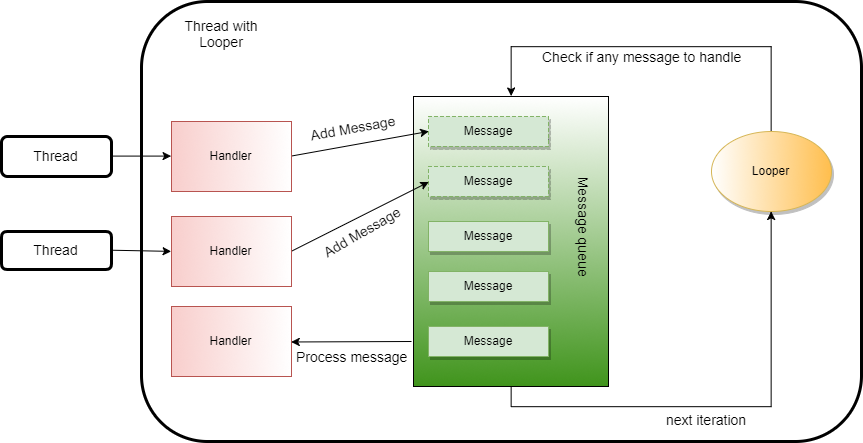 Thread with
Looper
Check if any message to handle
Thread
Handler
Add Message
Message
Message
Looper
Thread
Handler
Add Message
Message
Message queue
Message
Handler
Process message
Message
next iteration